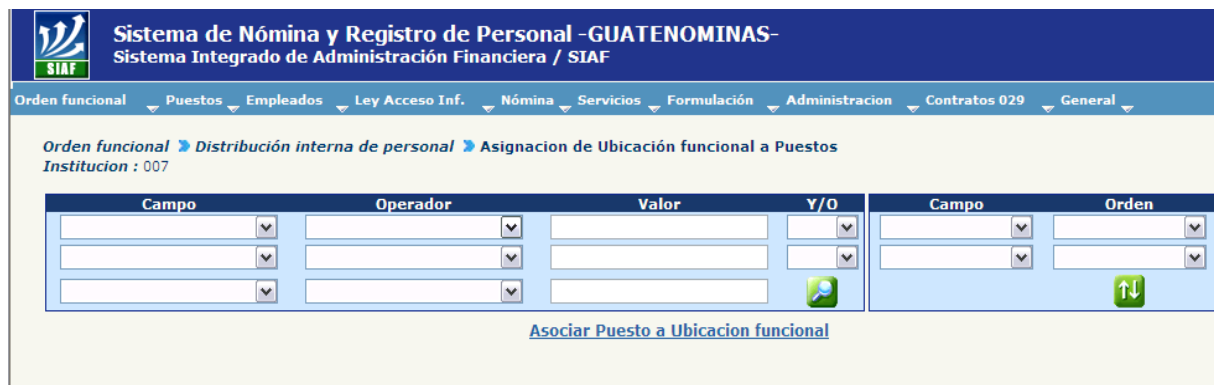 SIAF
Sistema de Nómina y Registro de Personal -GUATENOMINAS-
Sistema Integrado de Administración Financiera / SIAF
Orden funcional Puestos Empleados Ley Acceso Inf. Nómina Servicios Formulación Administracion Contratos 029 General
Orden funcional Distribución interna de personal Asignacion de Ubicación funcional a Puestos
Institucion : 007
Campo Operador Valor Y/O Campo Orden
Asociar Puesto a Ubicacion funcional